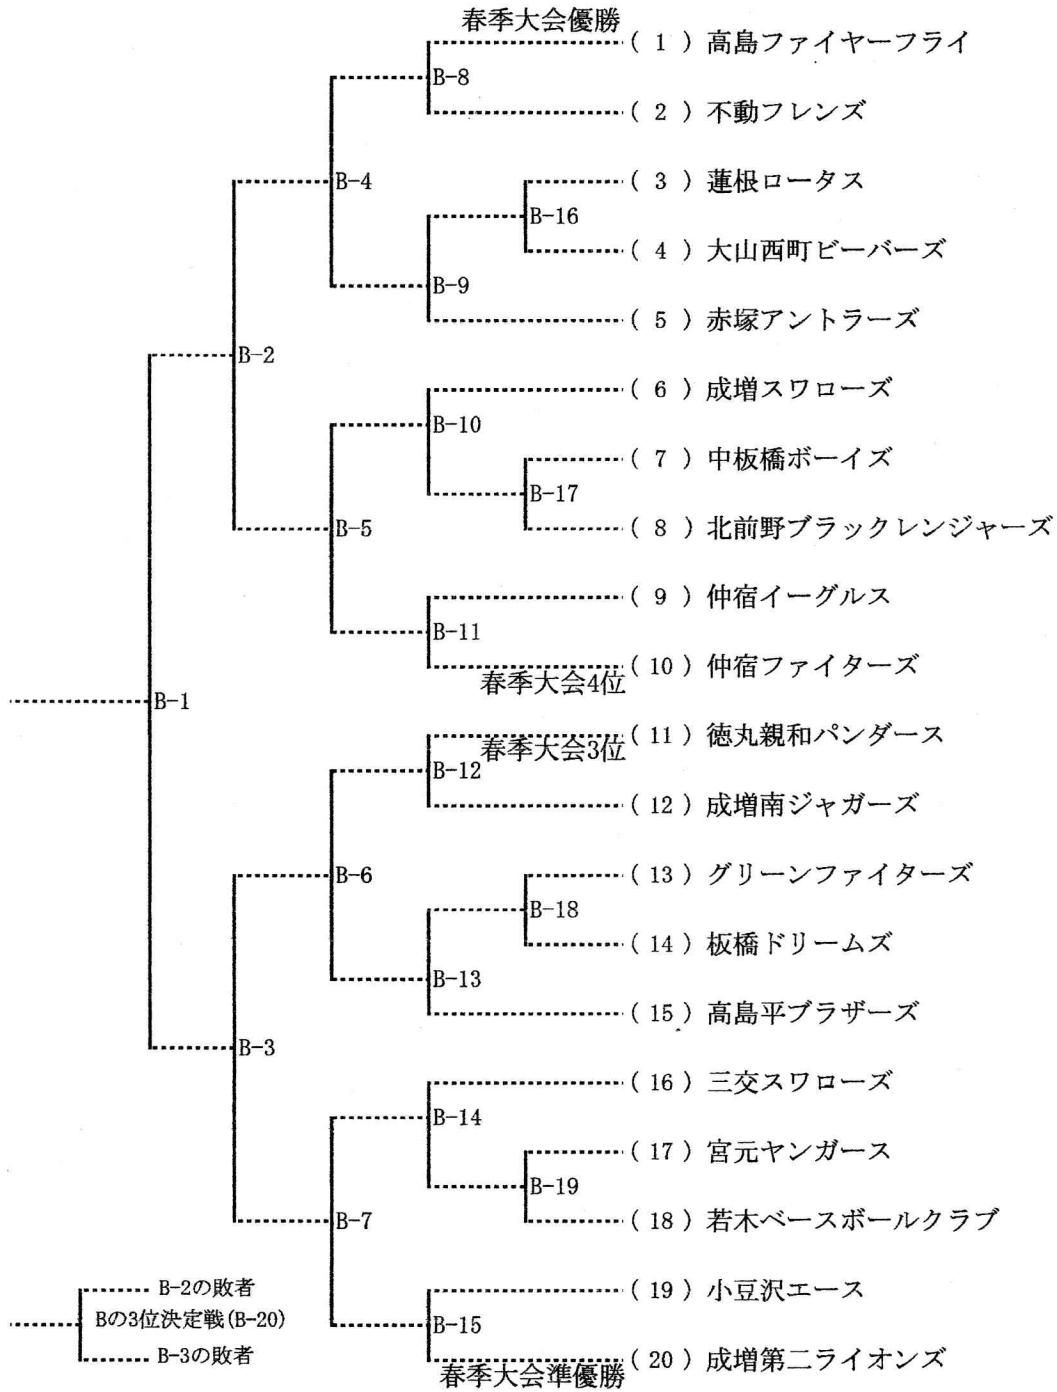 春季大会優勝
( 1 ) 高島ファイヤーフライ
B-8
( 2 ) 不動フレンズ
B-4
( 3 ) 蓮根ロータス
B-16
( 4 ) 大山西町ビーバーズ
B-9
( 5 ) 赤塚アントラーズ
B-2
( 6 ) 成増スワローズ
B-10
( 7 ) 中板橋ボーイズ
B-17
( 8 ) 北前野ブラックレンジャーズ
B-5
( 9 ) 仲宿イーグルス
B-11
(10) 仲宿ファイターズ
春季大会4位
B-1
(11) 徳丸親和パンダース
春季大会3位
B-12
(12) 成増南ジャガーズ
B-6
(13) グリーンファイターズ
B-18
(14) 板橋ドリームズ
B-13
(15) 高島平ブラザーズ
B-3
(16) 三交スワローズ
B-14
(17) 宮元ヤンガース
B-19
(18) 若木ベースボールクラブ
B-7
(19) 小豆沢エース
B-15
(20) 成増第二ライオンズ
春季大会準優勝
B-2の敗者
Bの3位決定戦(B-20)
B-3の敗者